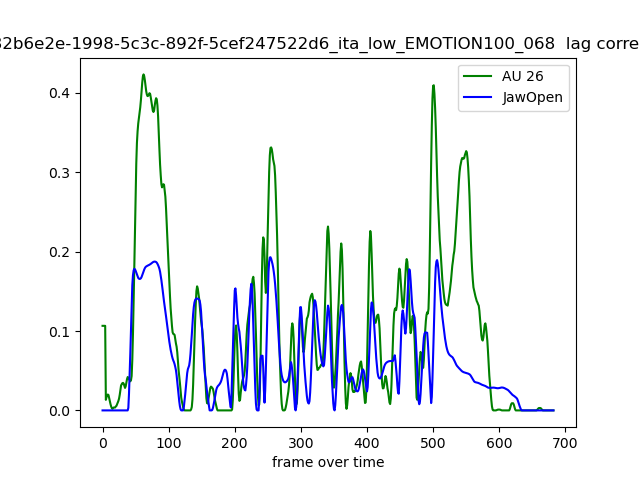 32b6e2e-1998-5c3c-892f-5cef247522d6_ita_low_EMOTION100_068 lag corre
AU 26
JawOpen
0.4
0.3
0.2
0.1
0.0
0 100 200 300 400 500 600 700
frame over time